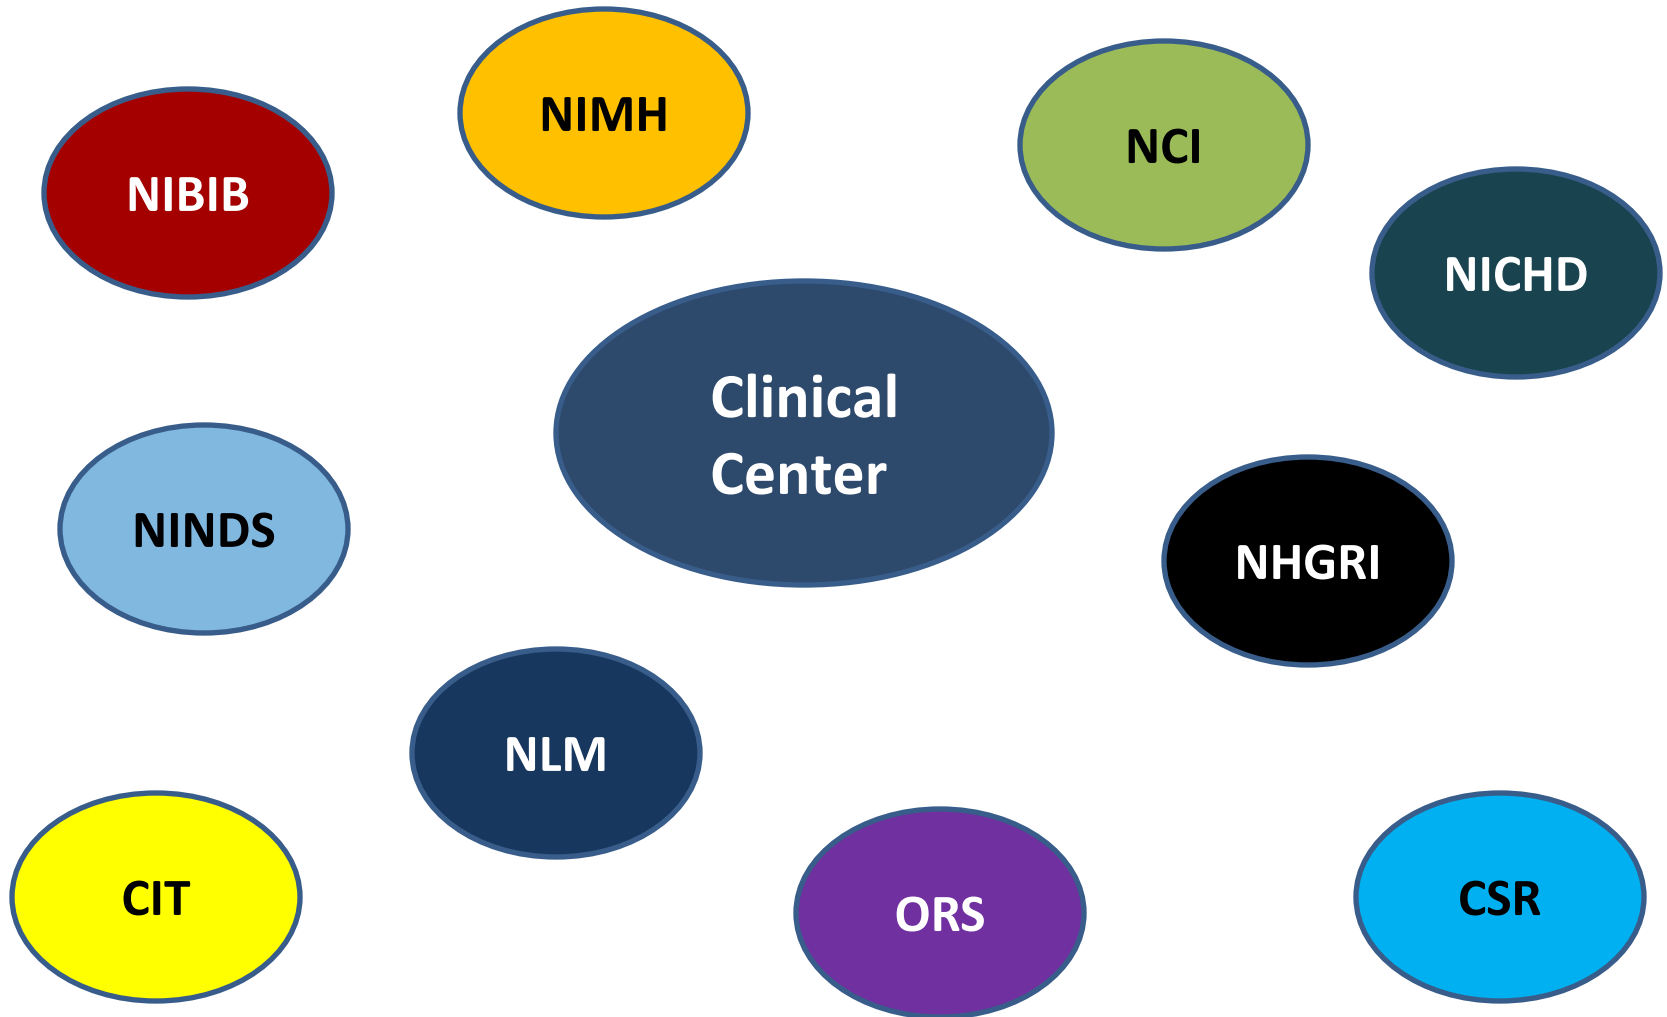 NIMH
NCI
NIBIB
NICHD
Clinical
Center
NINDS
NHGRI
NLM
CIT
ORS
CSR